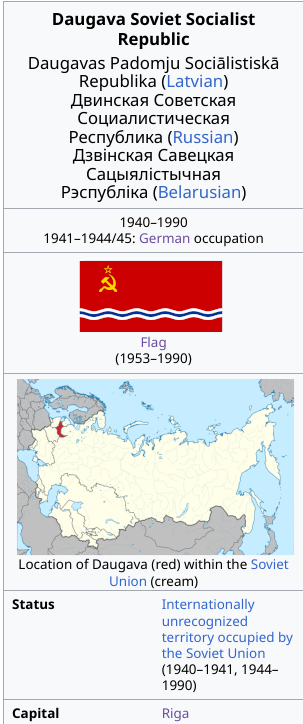 Daugava Soviet Socialist
Republic
Daugavas Padomju Sociālistiskā
Republika (Latvian)
Двинская Советская
Социалистическая
Республика (Russian)
Дзвінская Савецкая
Сацыялістычная
Рэспубліка (Belarusian)
1940–1990
1941–1944/45: German occupation
Flag
(1953–1990)
Location of Daugava (red) within the Soviet
Union (cream)
Status
Internationally
unrecognized
territory occupied by
the Soviet Union
(1940–1941, 1944–
1990)
Capital
Riga